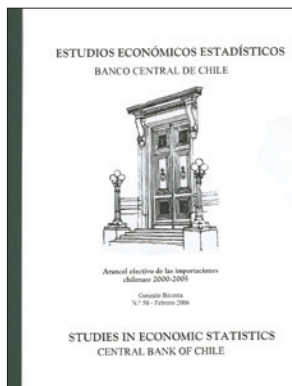 ESTUDIOS ECONÓMICOS ESTADÍSTICOS
BANCO CENTRAL DE CHILE
Arancel efectivo de las importaciones
chilenas: 2000-2005
Gonzalo Becerra
N.º 50 - Febrero 2006
STUDIES IN ECONOMIC STATISTICS
CENTRAL BANK OF CHILE